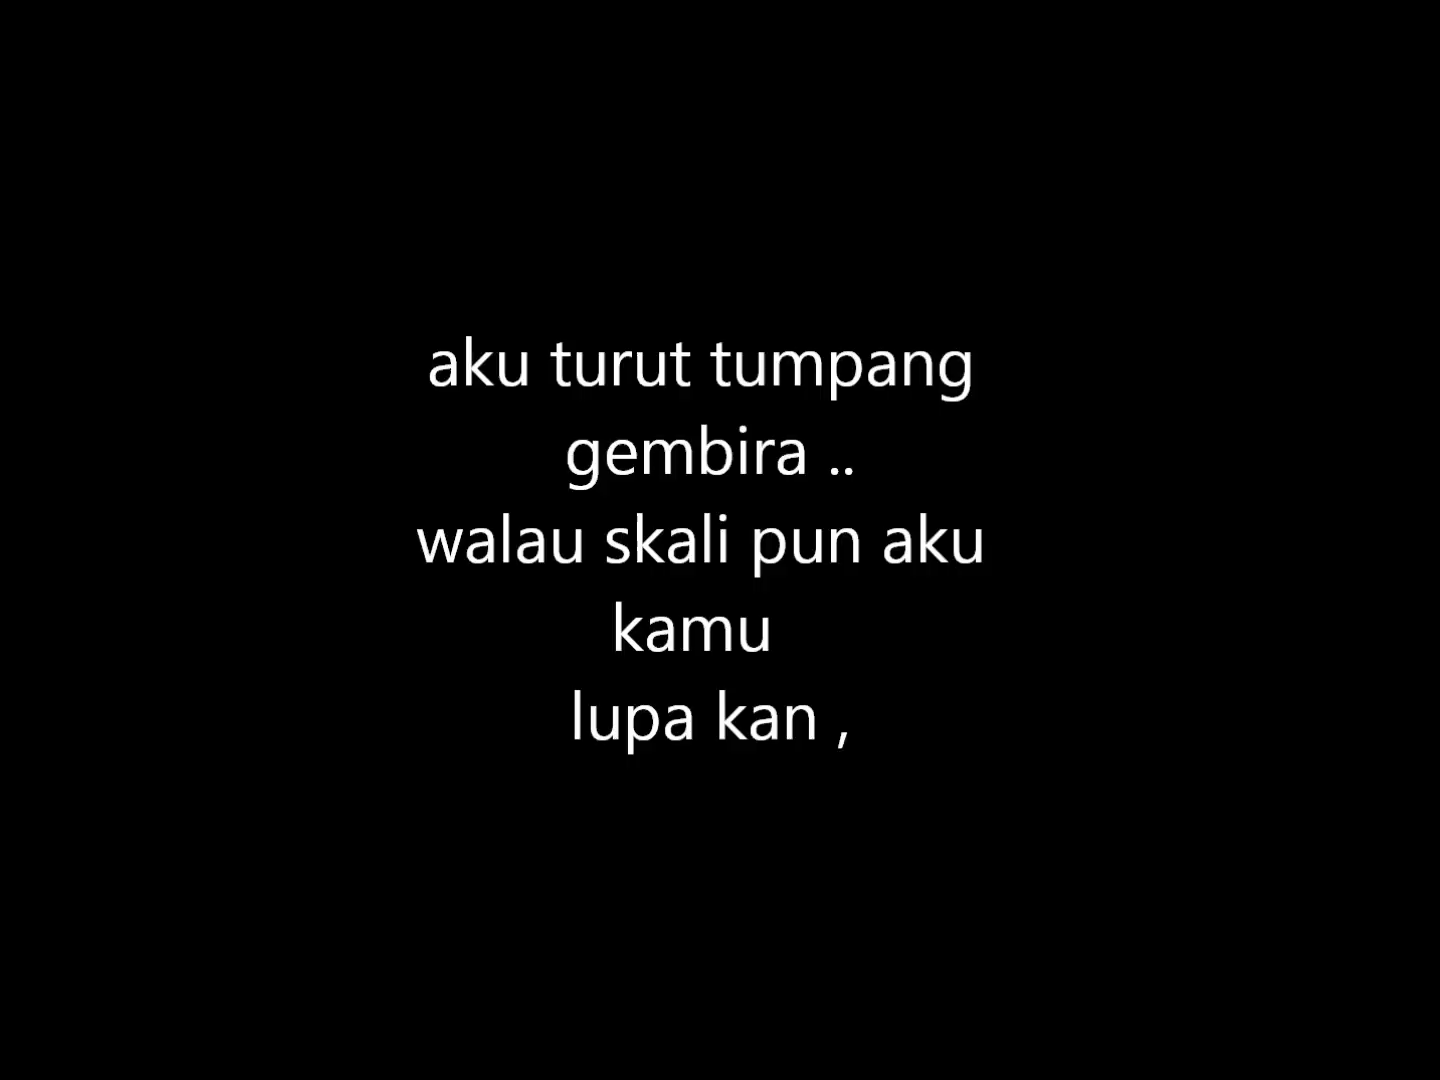 aku turut tumpang
gembira ..
walau skali pun aku
kamu
lupa kan ,